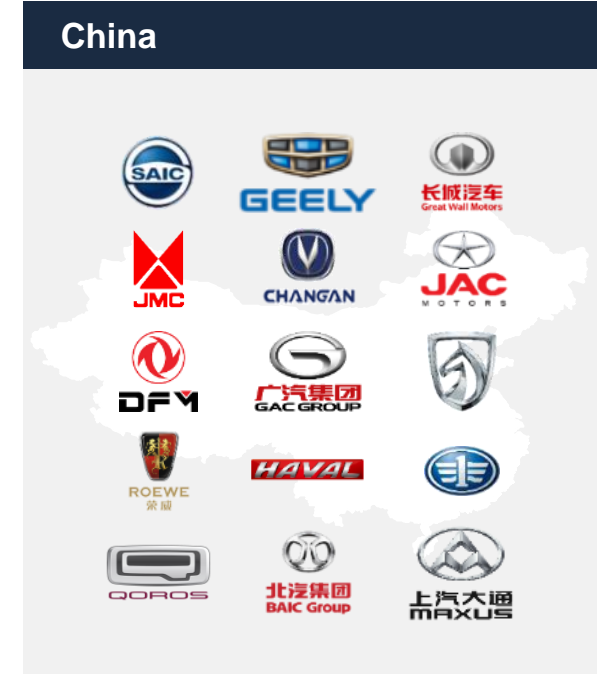 China
SAIC
GEELY
长城汽车
Great Wall Motors
JMC
CHANGAN
JAC
MOTORS
DFM
广汽集团
GAC GROUP
ROEWE
荣威
HAVAL
QOROS
北汽集团
BAIC Group
上汽大通
MAXUS